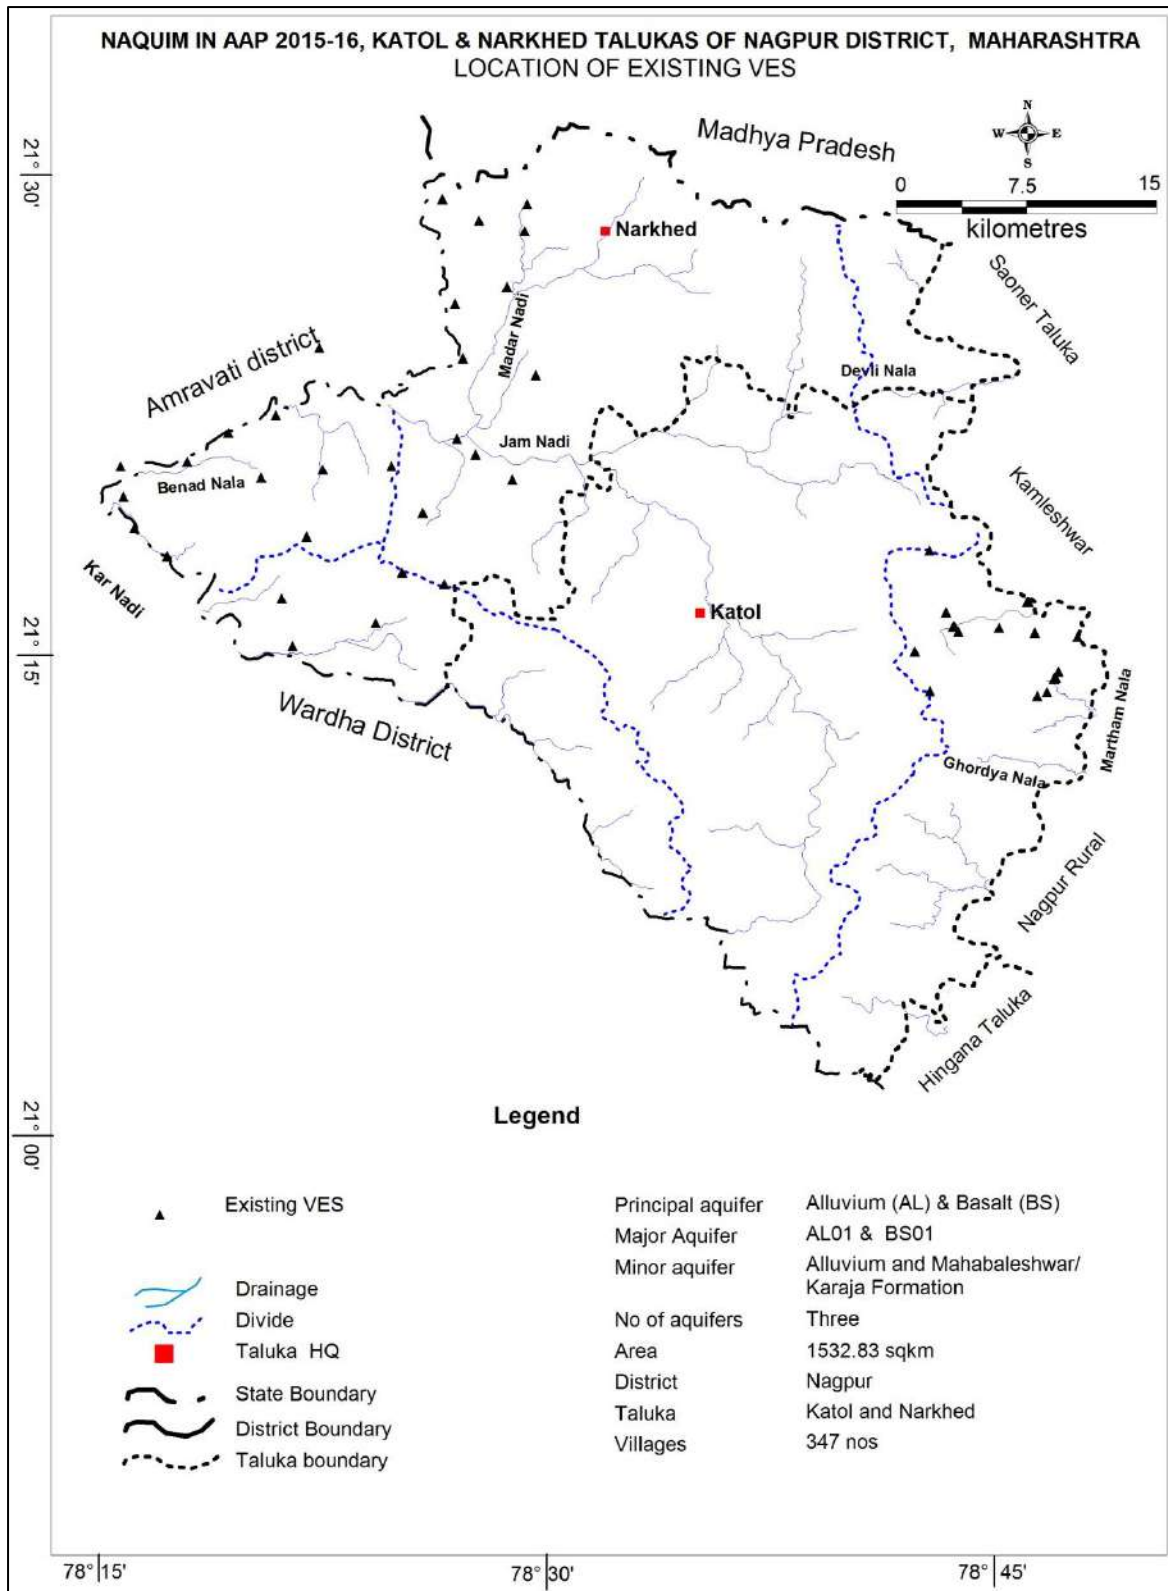 NAQUIM IN AAP 2015-16, KATOL & NARKHED TALUKAS OF NAGPUR DISTRICT, MAHARASHTRA
LOCATION OF EXISTING VES
N
W E
S
Madhya Pradesh
21° 30'
0 7.5 15
kilometres
Narkhed
Saoner Taluka
Madar Nadi
Amravati district
Devli Nala
Jam Nadi
Benad Nala
Kamleshwar
Kar Nadi
Katol
21° 15'
Wardha District
Martham Nala
Ghordya Nala
Nagpur Rural
Hingana Taluka
21° 00'
Legend
Existing VES
Drainage
Divide
Taluka HQ
State Boundary
District Boundary
Taluka boundary
Principal aquifer Alluvium (AL) & Basalt (BS)
Major Aquifer AL01 & BS01
Minor aquifer Alluvium and Mahabaleshwar/
Karaja Formation
No of aquifers Three
Area 1532.83 sqkm
District Nagpur
Taluka Katol and Narkhed
Villages 347 nos
78° 15' 78° 30' 78° 45'